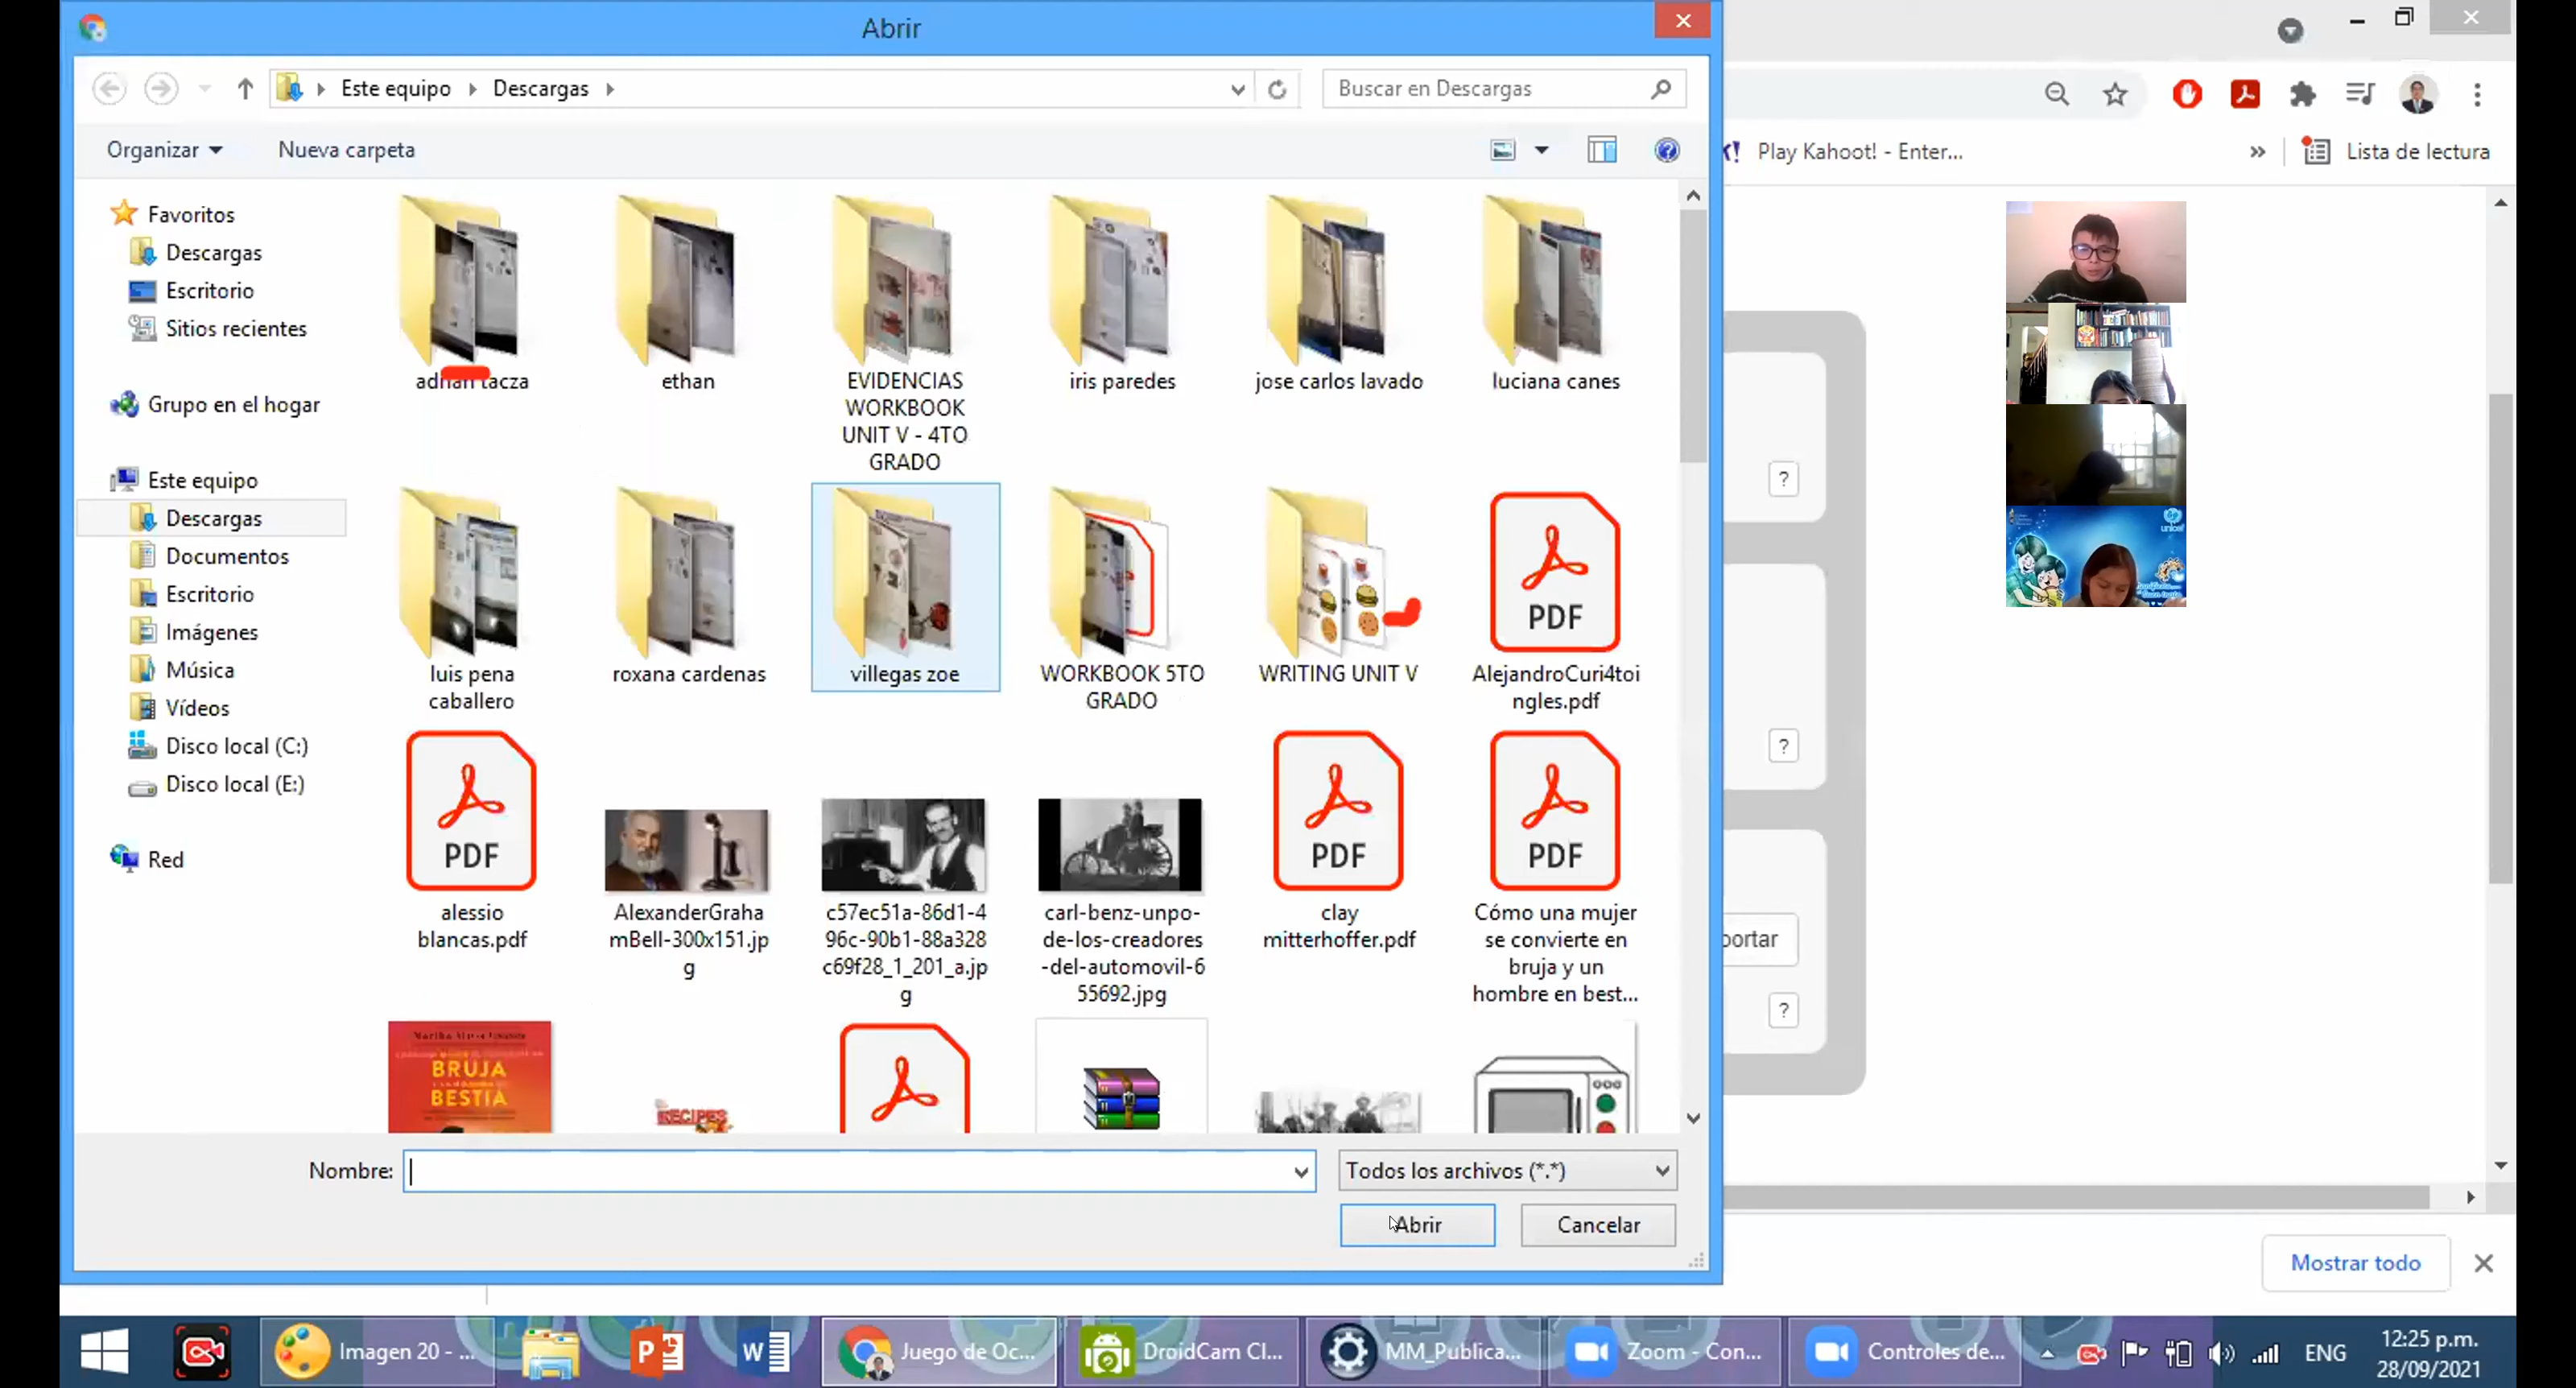 Abrir
Este equipo
Descargas
Buscar en Descargas
Organizar
Nueva carpeta
Play Kahoot! - Enter...
Lista de lectura
Favoritos
Descargas
Escritorio
Sitios recientes
Grupo en el hogar
Este equipo
Descargas
Documentos
Escritorio
Imágenes
Música
Vídeos
Disco local (C:)
Disco local (E:)
Red
adrian tacza
ethan
EVIDENCIAS
WORKBOOK
UNIT V - 4TO
GRADO
iris paredes
jose carlos lavado
luciana canes
luis pena
caballero
roxana cardenas
villegas zoe
WORKBOOK 5TO
GRADO
WRITING UNIT V
PDF
AlejandroCuri4toi
ngles.pdf
PDF
alessio
blancas.pdf
AlexanderGraha
mBell-300x151.jp
g
c57ec51a-86d1-4
96c-90b1-88a328
c69f28_1_201_a.jp
g
carl-benz-unpo-
de-los-creadores
-del-automovil-6
55692.jpg
PDF
clay
mitterhoffer.pdf
PDF
Cómo una mujer
se convierte en
bruja y un
hombre en best...
BRUJA
BESTIA
RECIPES
?
?
portar
?
unicef
Nombre:
Todos los archivos (*.*)
Abrir
Cancelar
Mostrar todo
Imagen 20 - ...
Juego de Oc...
DroidCam Cl...
MM_Publica...
Zoom - Con...
Controles de...
ENG
12:25 p.m.
28/09/2021